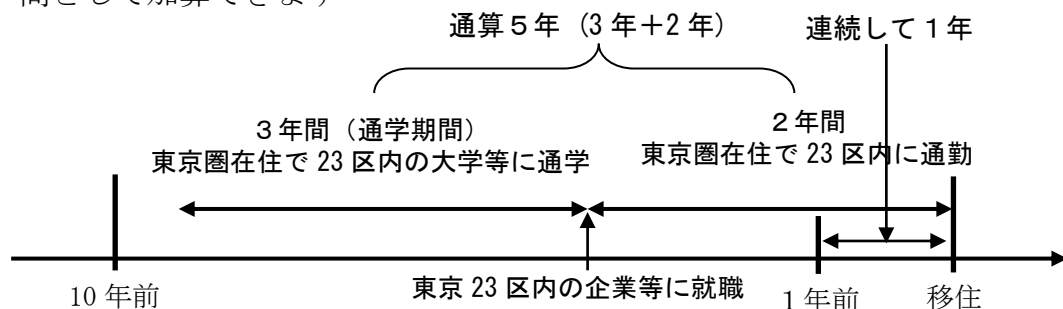 間として加算できます
通算５年（3 年＋2 年）
連続して１年
３年間（通学期間）
東京圏在住で 23 区内の大学等に通学
２年間
東京圏在住で 23 区内に通勤
東京 23 区内の企業等に就職
10 年前
１年前
移住